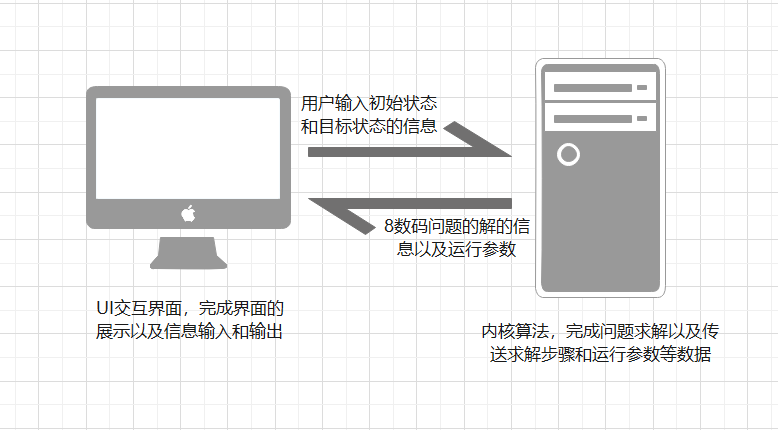 用户输入初始状态
和目标状态的信息
8数码问题的解的信
息以及运行参数
UI交互界面，完成界面的
展示以及信息输入和输出
内核算法，完成问题求解以及传
送求解步骤和运行参数等数据